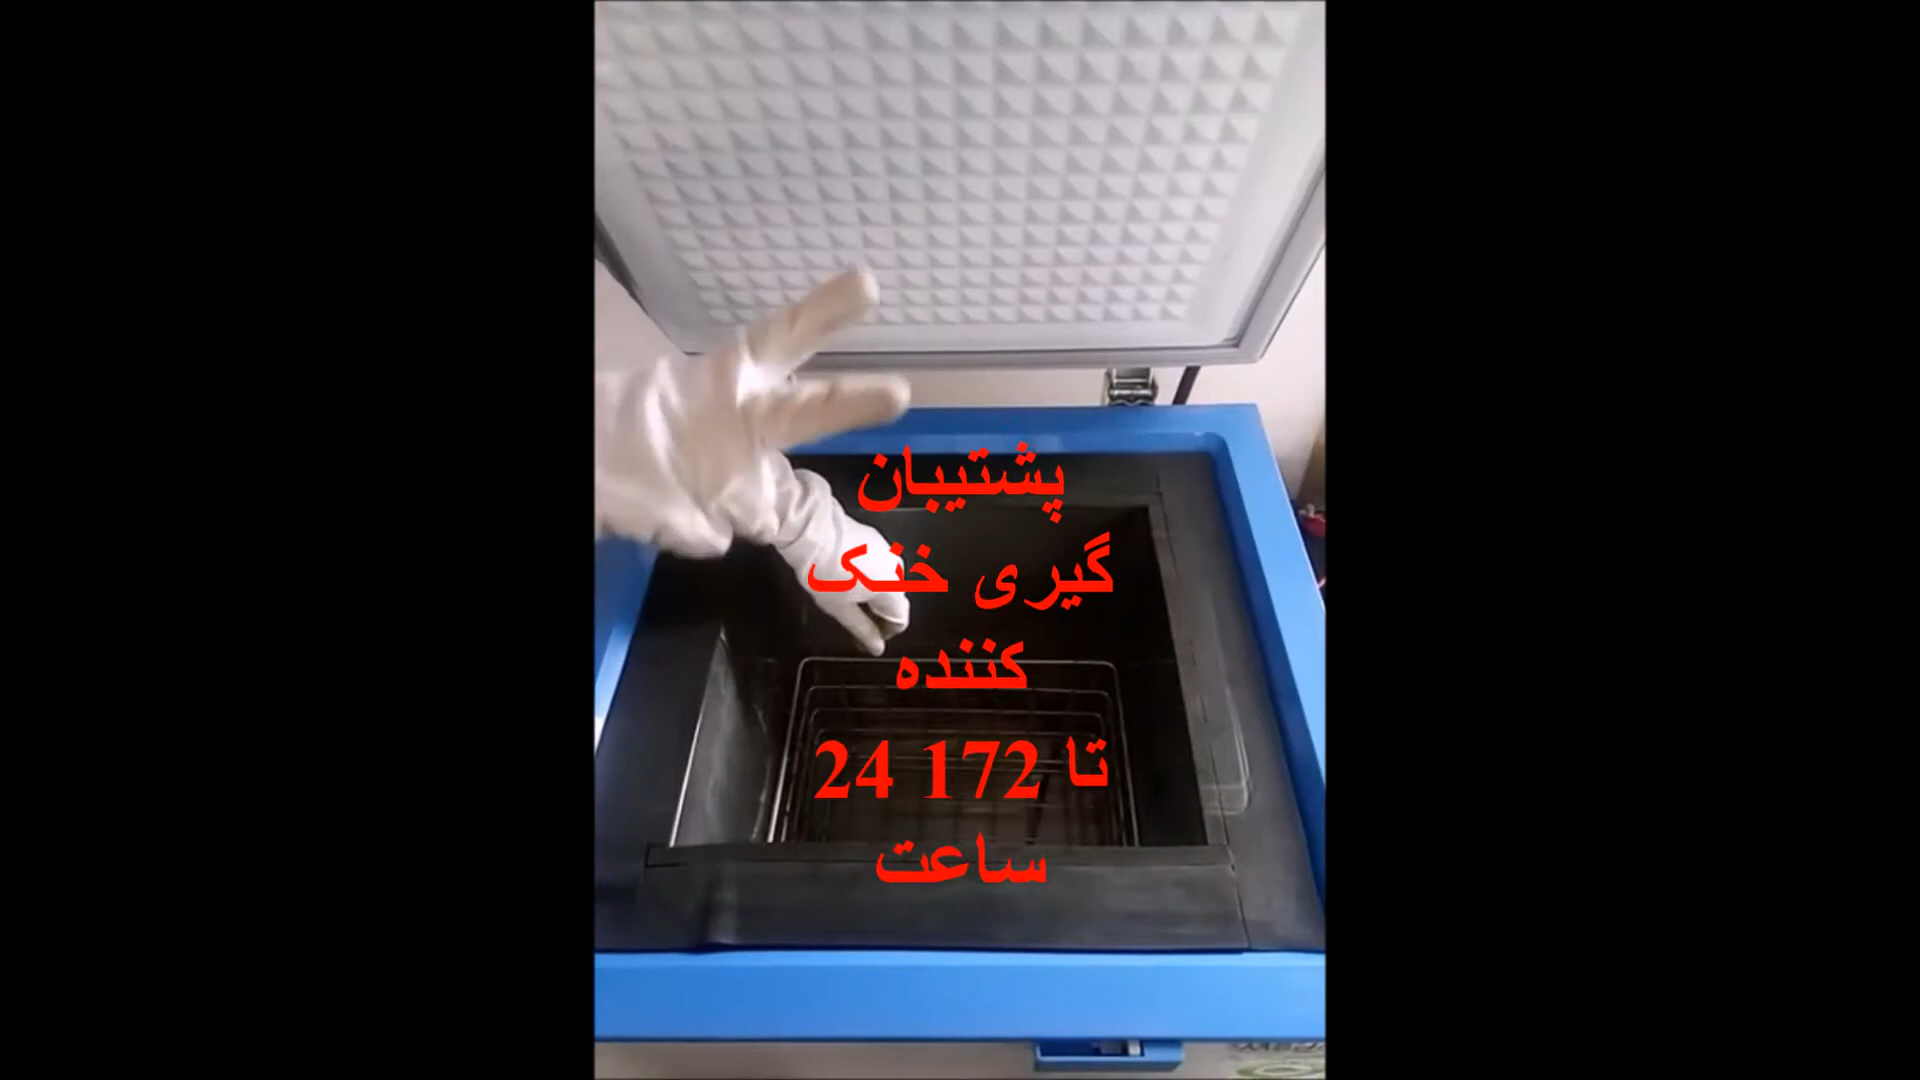 پشتیبان
گیری خنک
کننده
24 172 تا
ساعت